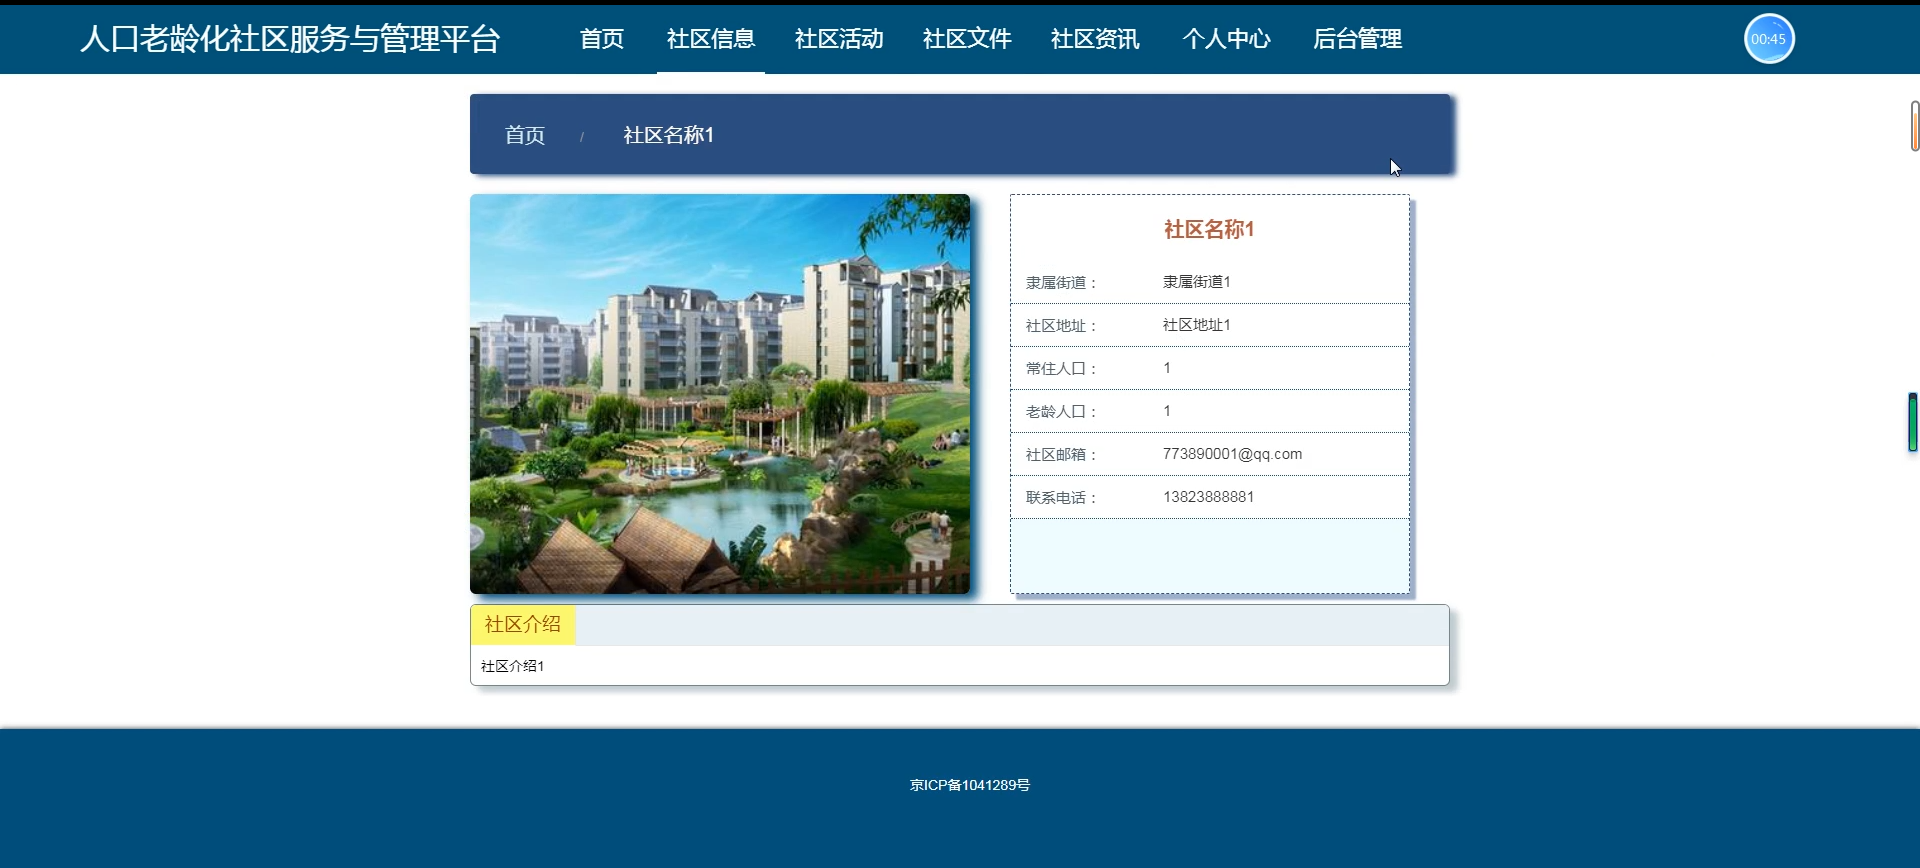 人口老龄化社区服务与管理平台 首页 社区信息 社区活动 社区文件 社区资讯 个人中心 后台管理 00:45
首页 / 社区名称1
社区名称1
隶属街道： 隶属街道1
社区地址： 社区地址1
常住人口： 1
老龄人口： 1
社区邮箱： 773890001@qq.com
联系电话： 13823888881
社区介绍
社区介绍1
京ICP备1041289号